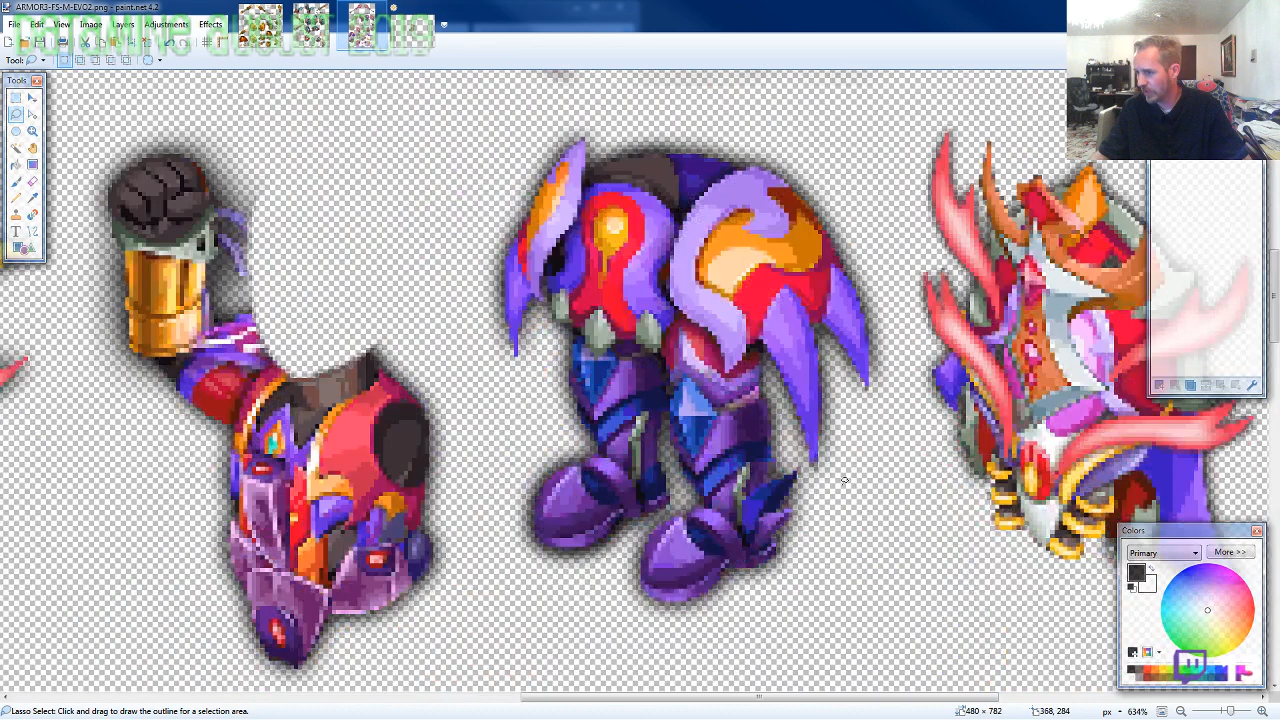 ARMOR3-FS-M-EVO2.png - paint.net 4.2
File Edit View Image Layers Adjustments Effects
Tool:
Tools
Colors
Primary
More >>
Lasso Select: Click and drag to draw the outline for a selection area.
480 × 782
368, 284
px
634%